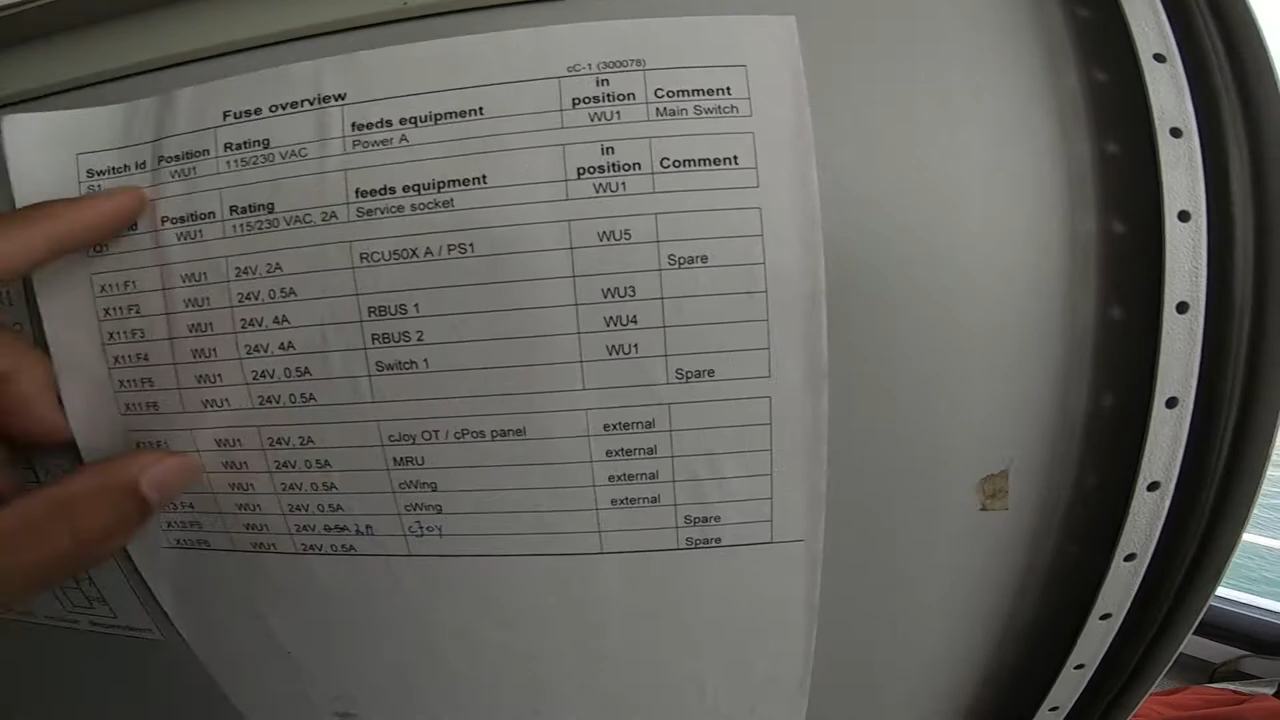 cC-1 (300078)
Fuse overview
Switch Id Position Rating feeds equipment in position Comment
S1 WU1 115/230 VAC Power A WU1 Main Switch
Position Rating feeds equipment in position Comment
Q1 WU1 115/230 VAC, 2A Service socket WU1
X11:F1 WU1 24V, 2A RCU50X A / PS1 WU5
X11:F2 WU1 24V, 0.5A Spare
X11:F3 WU1 24V, 4A RBUS 1 WU3
X11:F4 WU1 24V, 4A RBUS 2 WU4
X11:F5 WU1 24V, 0.5A Switch 1 WU1
X11:F6 WU1 24V, 0.5A Spare
WU1 24V, 2A cJoy OT / cPos panel external
WU1 24V, 0.5A MRU external
WU1 24V, 0.5A cWing external
WU1 24V, 0.5A cWing external
WU1 24V, 0.5A cJoy Spare
WU1 24V, 0.5A Spare